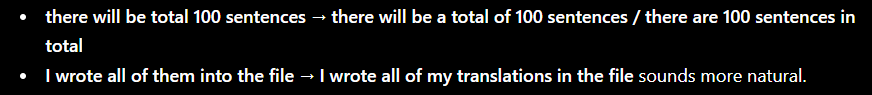 • there will be total 100 sentences → there will be a total of 100 sentences / there are 100 sentences in
total
• I wrote all of them into the file → I wrote all of my translations in the file sounds more natural.